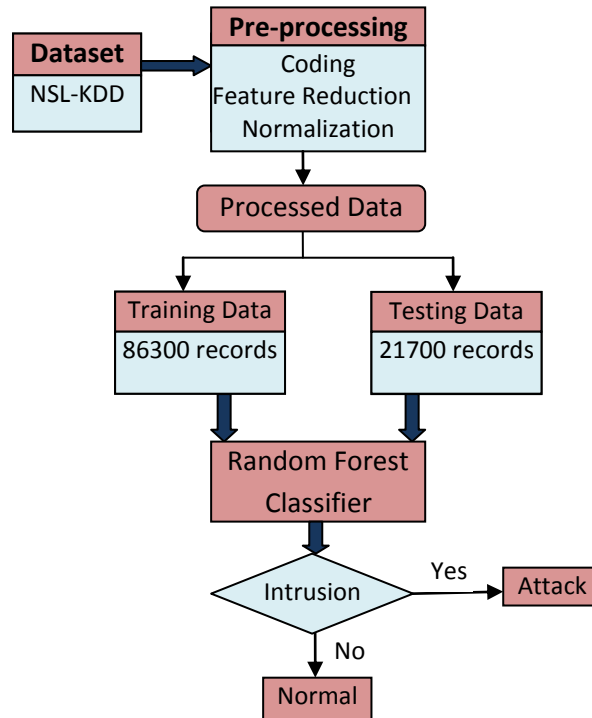 Dataset
NSL-KDD
Pre-processing
Coding
Feature Reduction
Normalization
Processed Data
Training Data
86300 records
Testing Data
21700 records
Random Forest
Classifier
Intrusion
Yes
Attack
No
Normal